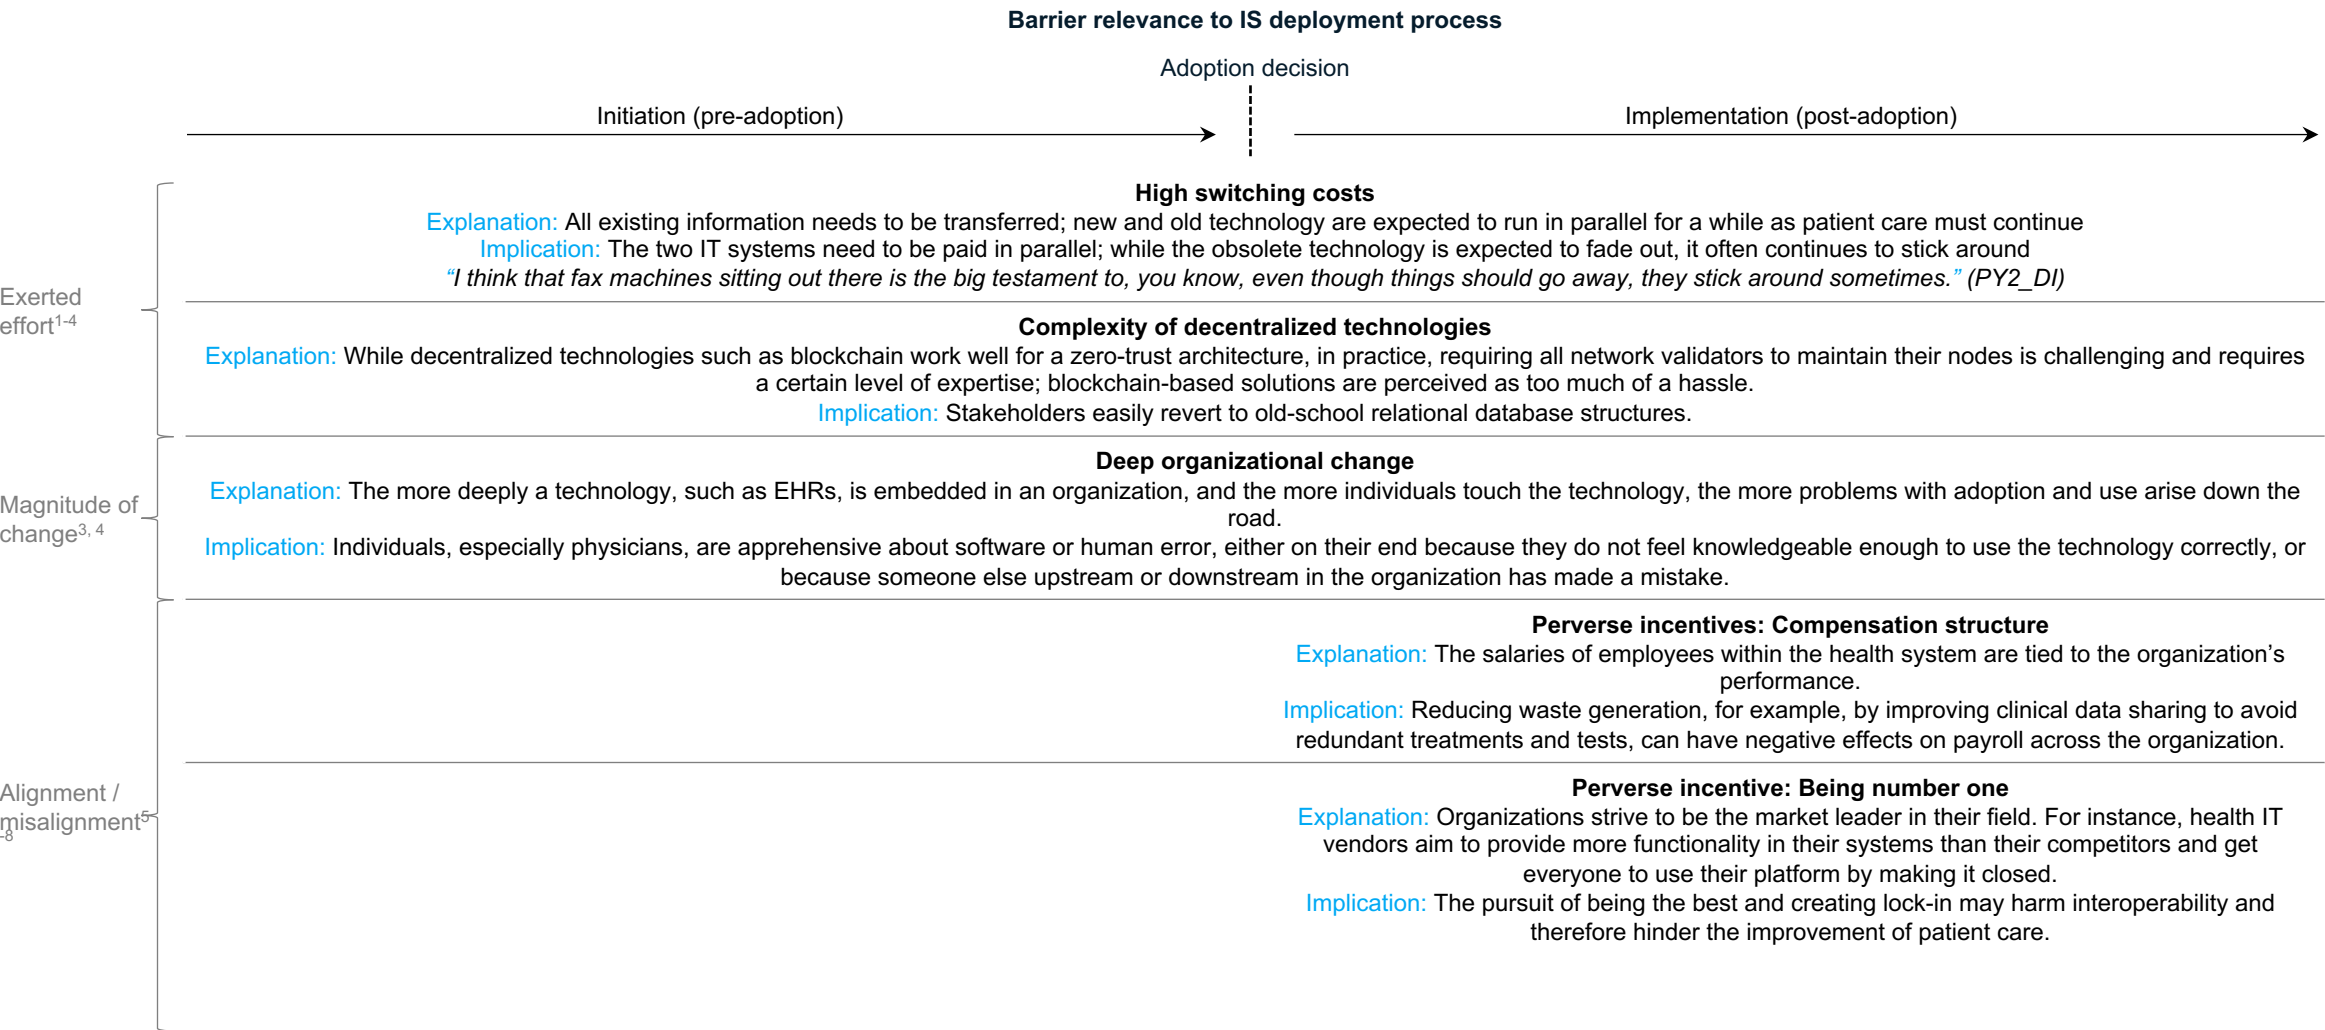 Barrier relevance to IS deployment process
Adoption decision
Initiation (pre-adoption)
Implementation (post-adoption)
Exerted
effort1-4
High switching costs
Explanation: All existing information needs to be transferred; new and old technology are expected to run in parallel for a while as patient care must continue
Implication: The two IT systems need to be paid in parallel; while the obsolete technology is expected to fade out, it often continues to stick around
“I think that fax machines sitting out there is the big testament to, you know, even though things should go away, they stick around sometimes.” (PY2_DI)
Complexity of decentralized technologies
Explanation: While decentralized technologies such as blockchain work well for a zero-trust architecture, in practice, requiring all network validators to maintain their nodes is challenging and requires
a certain level of expertise; blockchain-based solutions are perceived as too much of a hassle.
Implication: Stakeholders easily revert to old-school relational database structures.
Magnitude of
change3, 4
Deep organizational change
Explanation: The more deeply a technology, such as EHRs, is embedded in an organization, and the more individuals touch the technology, the more problems with adoption and use arise down the
road.
Implication: Individuals, especially physicians, are apprehensive about software or human error, either on their end because they do not feel knowledgeable enough to use the technology correctly, or
because someone else upstream or downstream in the organization has made a mistake.
Alignment /
misalignment5
-8
Perverse incentives: Compensation structure
Explanation: The salaries of employees within the health system are tied to the organization’s
performance.
Implication: Reducing waste generation, for example, by improving clinical data sharing to avoid
redundant treatments and tests, can have negative effects on payroll across the organization.
Perverse incentive: Being number one
Explanation: Organizations strive to be the market leader in their field. For instance, health IT
vendors aim to provide more functionality in their systems than their competitors and get
everyone to use their platform by making it closed.
Implication: The pursuit of being the best and creating lock-in may harm interoperability and
therefore hinder the improvement of patient care.